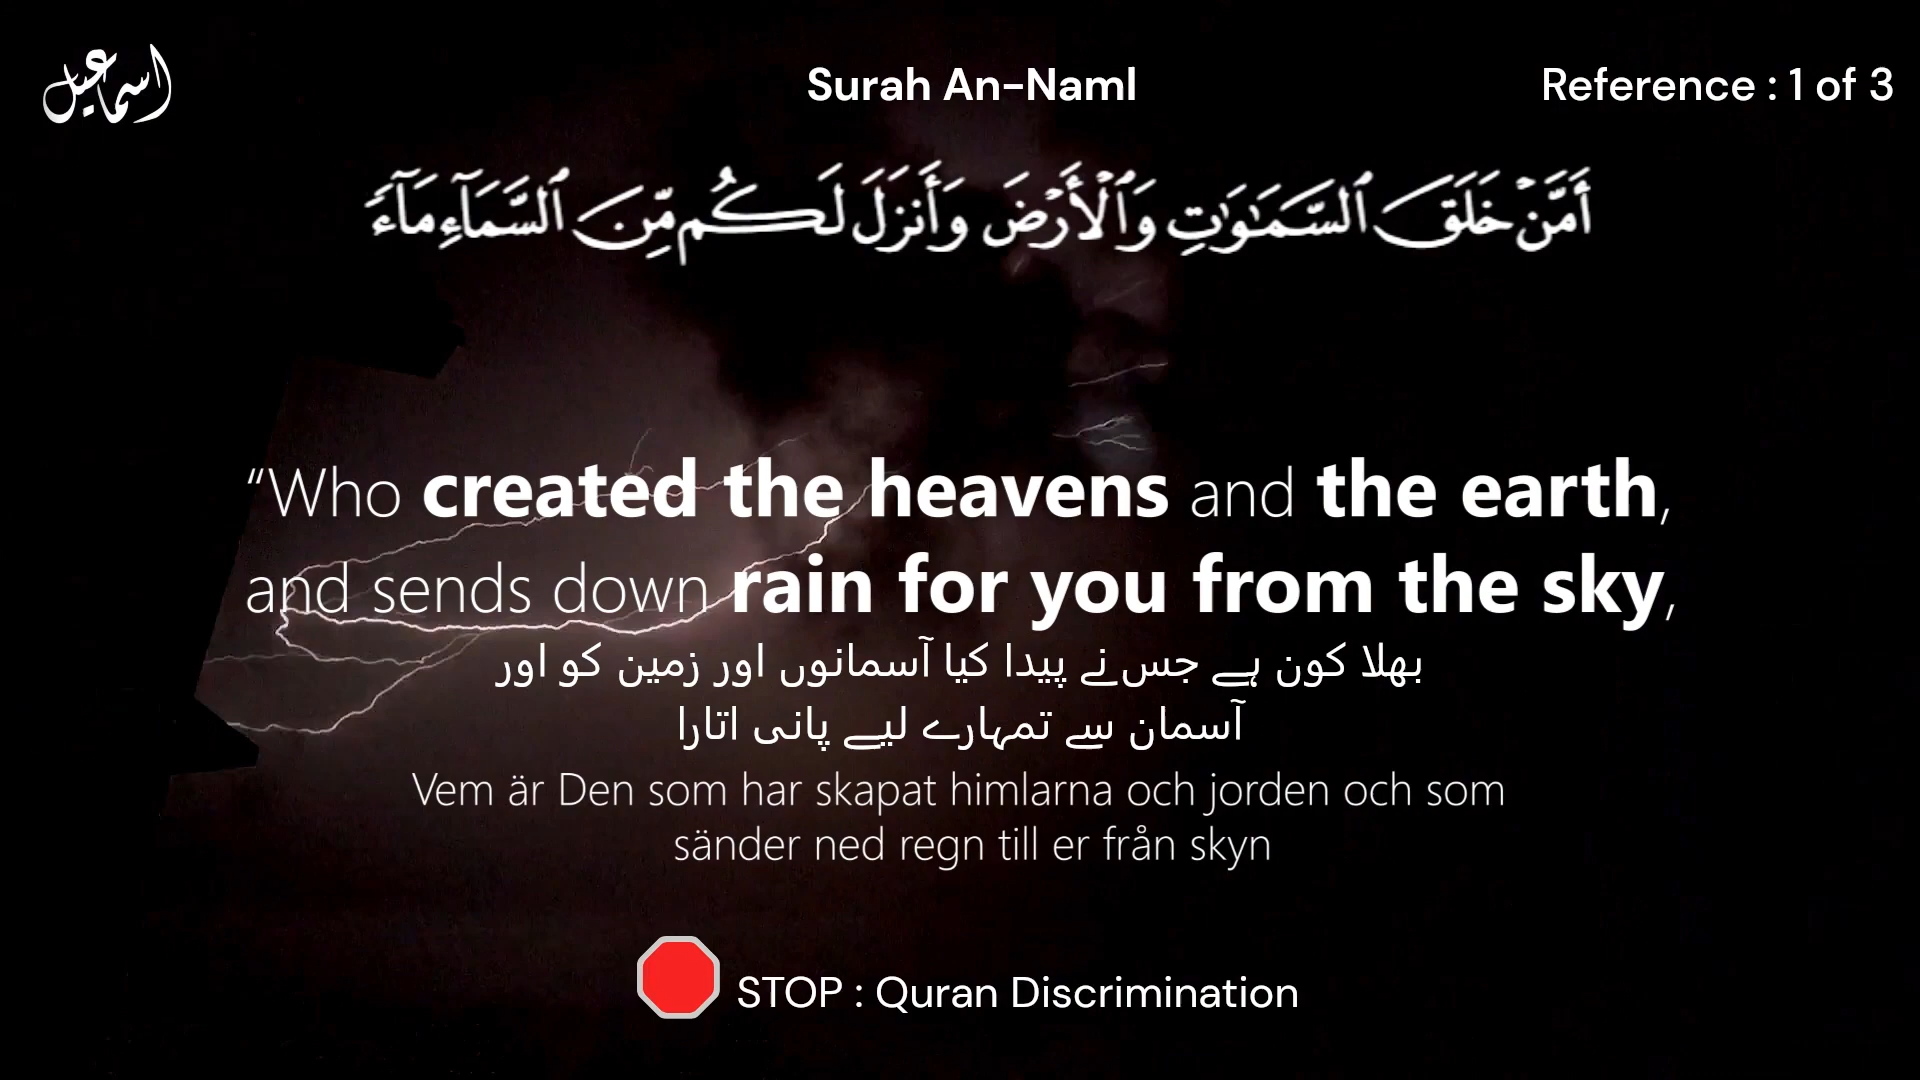 اسماعیل
Surah An-Naml
Reference : 1 of 3
أَمَّنْ خَلَقَ ٱلسَّمَـٰوَٰتِ وَٱلْأَرْضَ وَأَنزَلَ لَكُم مِّنَ ٱلسَّمَآءِ مَآءً
“Who created the heavens and the earth,
and sends down rain for you from the sky,
بھلا کون ہے جس نے پیدا کیا آسمانوں اور زمین کو اور
آسمان سے تمہارے لیے پانی اتارا
Vem är Den som har skapat himlarna och jorden och som
sänder ned regn till er från skyn
STOP : Quran Discrimination